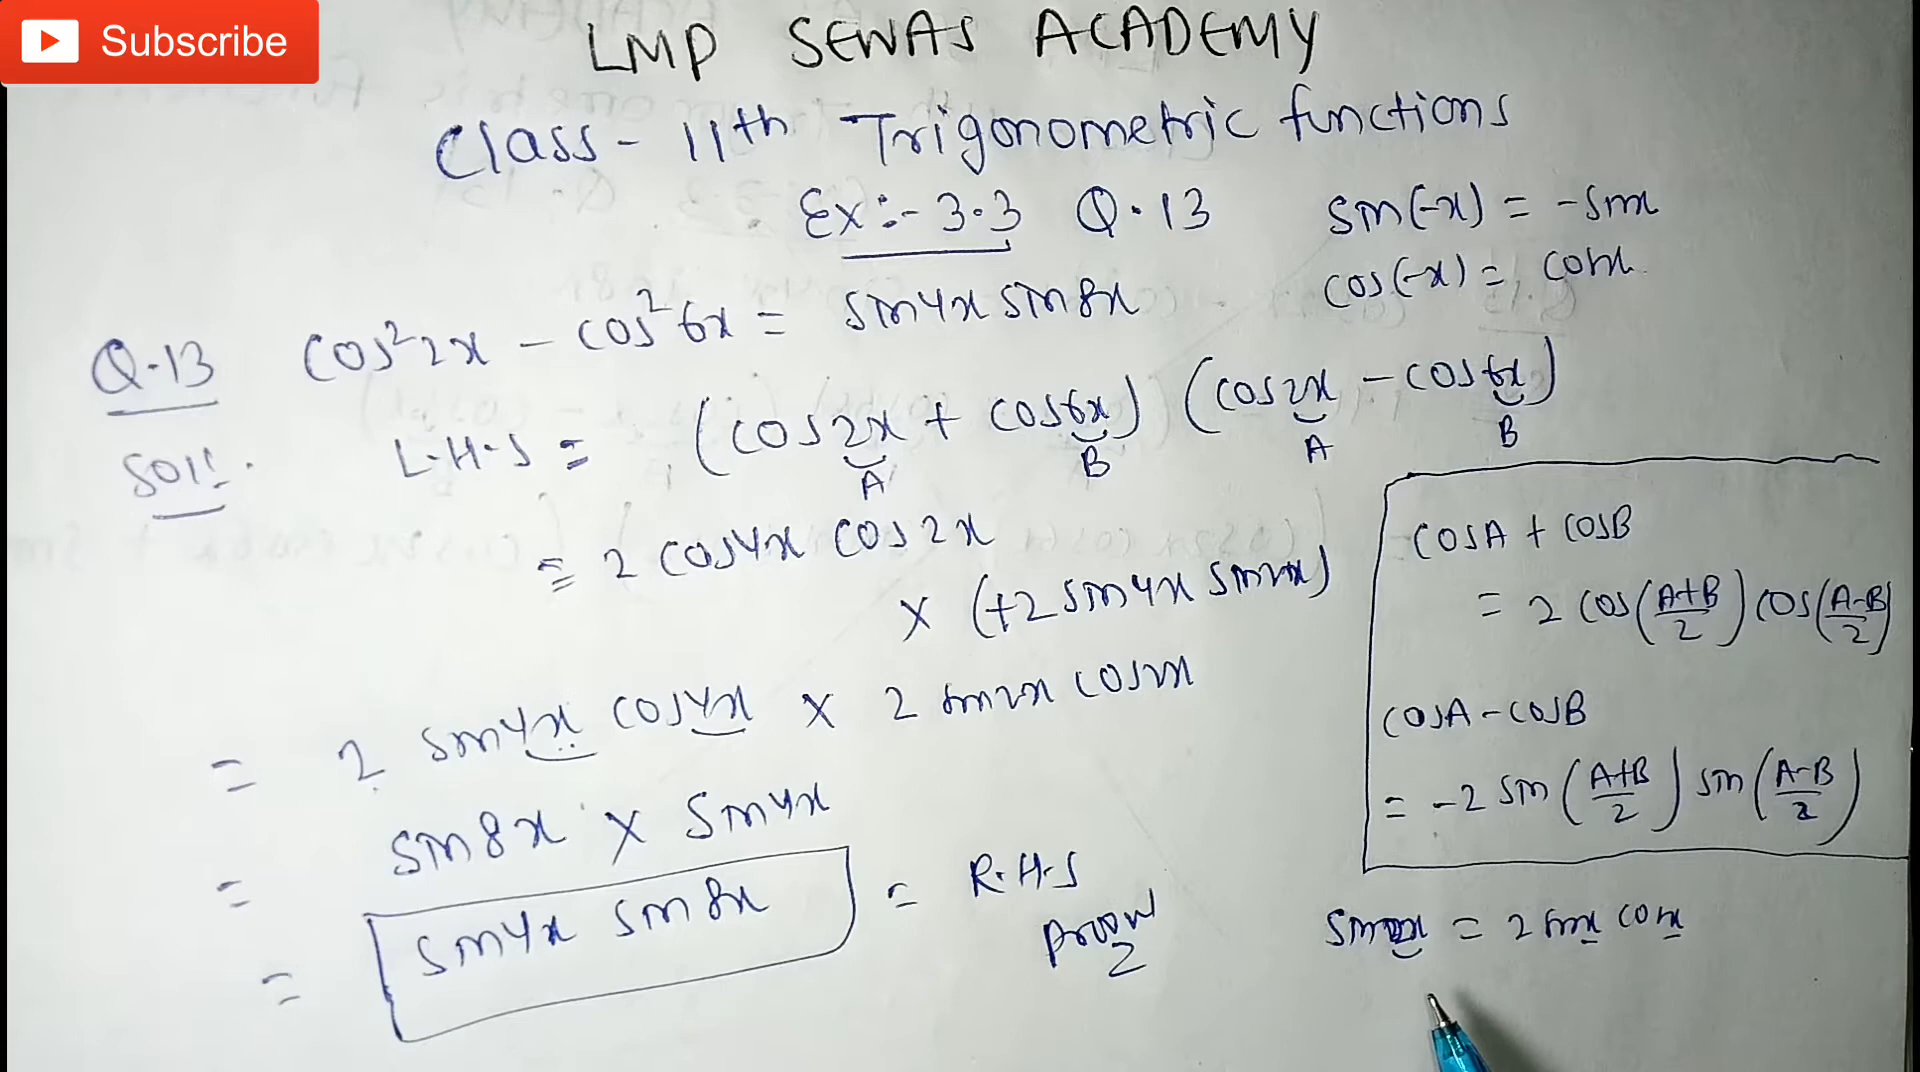 Subscribe
LMP SEWAS ACADEMY
Class - 11th Trigonometric functions
Ex:- 3.3 Q.13
sin(-x) = -sinx
cos(-x) = cosx
Q.13 cos²2x - cos²6x = sin4x sin8x
Sol:. L.H.S = (cos2x + cos6x) (cos2x - cos6x)
A B A B
= 2 cos4x cos2x
× (+2 sin4x sin2x)
= 2 sin4x cos4x × 2 sin2x cos2x
= sin8x × sin4x
= sin4x sin8x = R.H.S
proved
cosA + cosB
= 2 cos(A+B/2) cos(A-B/2)
cosA - cosB
= -2 sin(A+B/2) sin(A-B/2)
sin2x = 2 sinx cosx